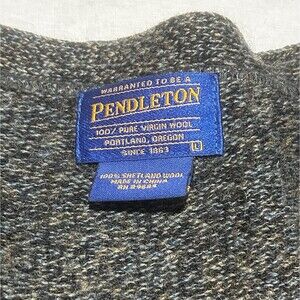 WARRANTED TO BE A
PENDLETON
100% PURE VIRGIN WOOL
PORTLAND, OREGON
SINCE 1863
L
100% SHETLAND WOOL
MADE IN CHINA
RN 29685